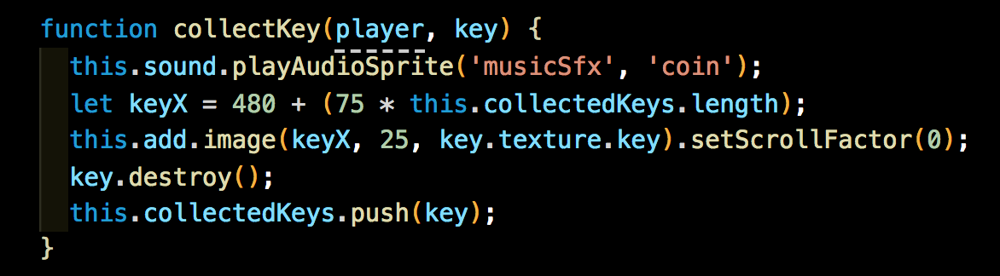 function collectKey(player, key) {
this.sound.playAudioSprite('musicSfx', 'coin');
let keyX = 480 + (75 * this.collectedKeys.length);
this.add.image(keyX, 25, key.texture.key).setScrollFactor(0);
key.destroy();
this.collectedKeys.push(key);
}